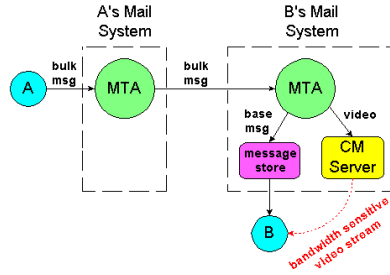 A's Mail
System
B's Mail
System
bulk
msg
bulk
msg
A
MTA
MTA
base
msg
video
message
store
CM
Server
B
bandwidth sensitive
video stream